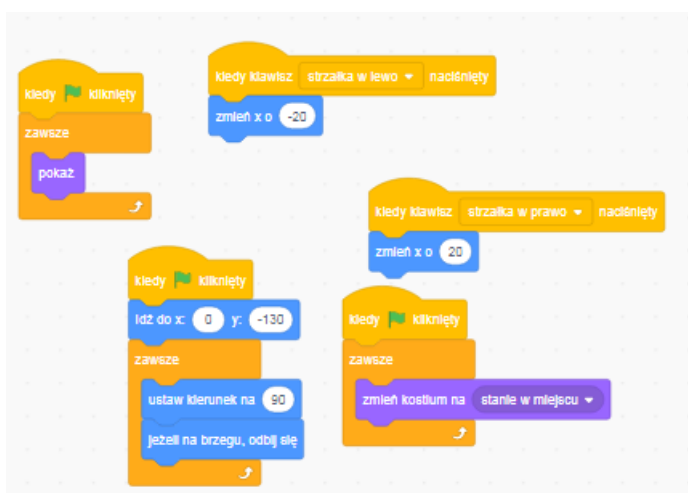 kiedy kliknięty
zawsze
pokaż
kiedy klawisz strzałka w lewo naciśnięty
zmień x o -20
kiedy klawisz strzałka w prawo naciśnięty
zmień x o 20
kiedy kliknięty
idź do x: 0 y: -130
zawsze
ustaw kierunek na 90
jeżeli na brzegu, odbij się
kiedy kliknięty
zawsze
zmień kostium na stanie w miejscu